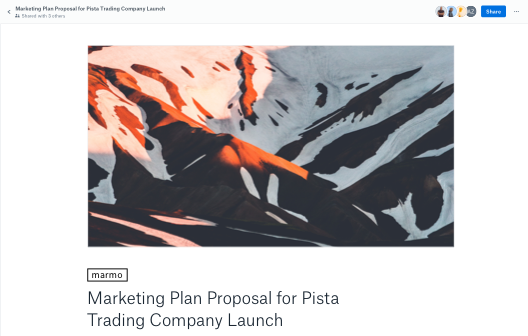 Marketing Plan Proposal for Pista Trading Company Launch
Shared with 3 others
Share
marmo
Marketing Plan Proposal for Pista
Trading Company Launch